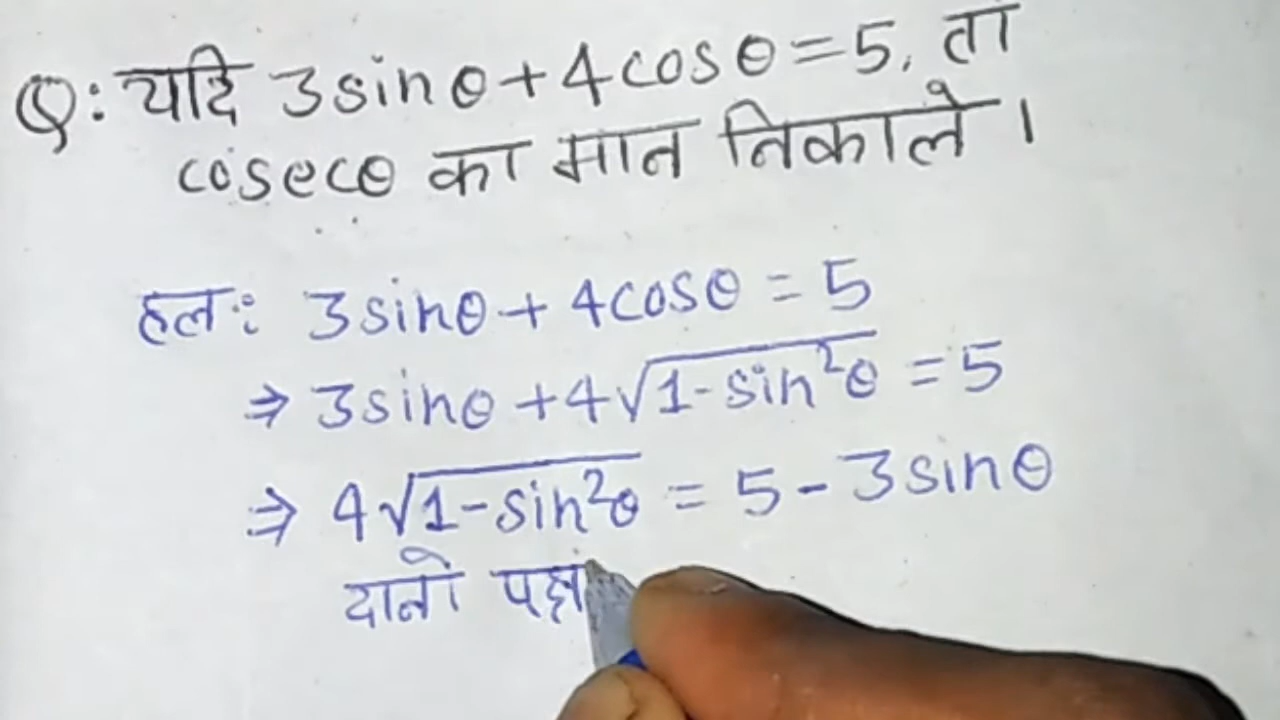 Q: यदि 3sinθ+4cosθ=5, तो
cosecθ का मान निकाले।
हल: 3sinθ+4cosθ=5
⇒ 3sinθ+4√1-sin²θ=5
⇒ 4√1-sin²θ=5-3sinθ
दोनो पक्ष